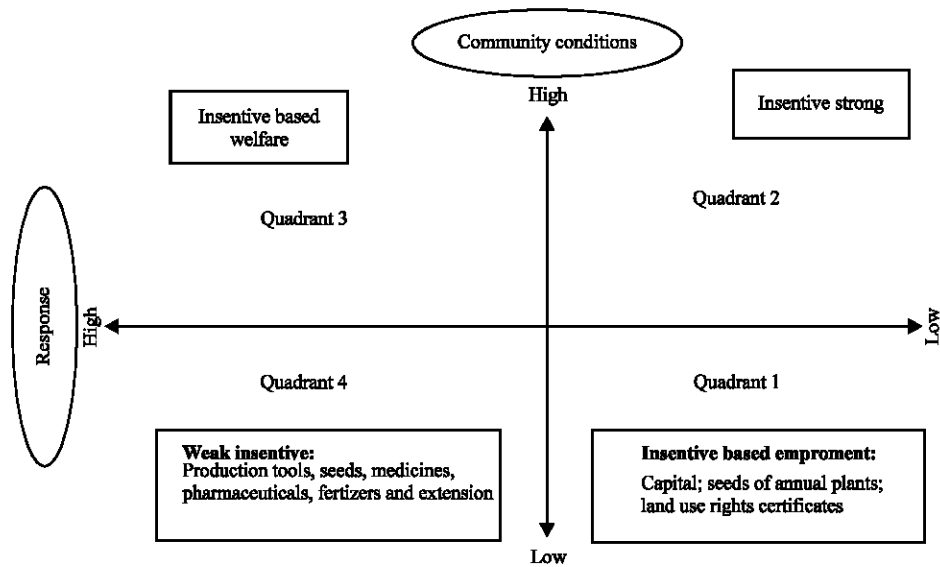 Community conditions
High
Insentive based
welfare
Insentive strong
Quadrant 3
Quadrant 2
Response
High
Low
Quadrant 4
Quadrant 1
Weak insentive:
Production tools, seeds, medicines,
pharmaceuticals, fertizers and extension
Insentive based emproment:
Capital; seeds of annual plants;
land use rights certificates
Low